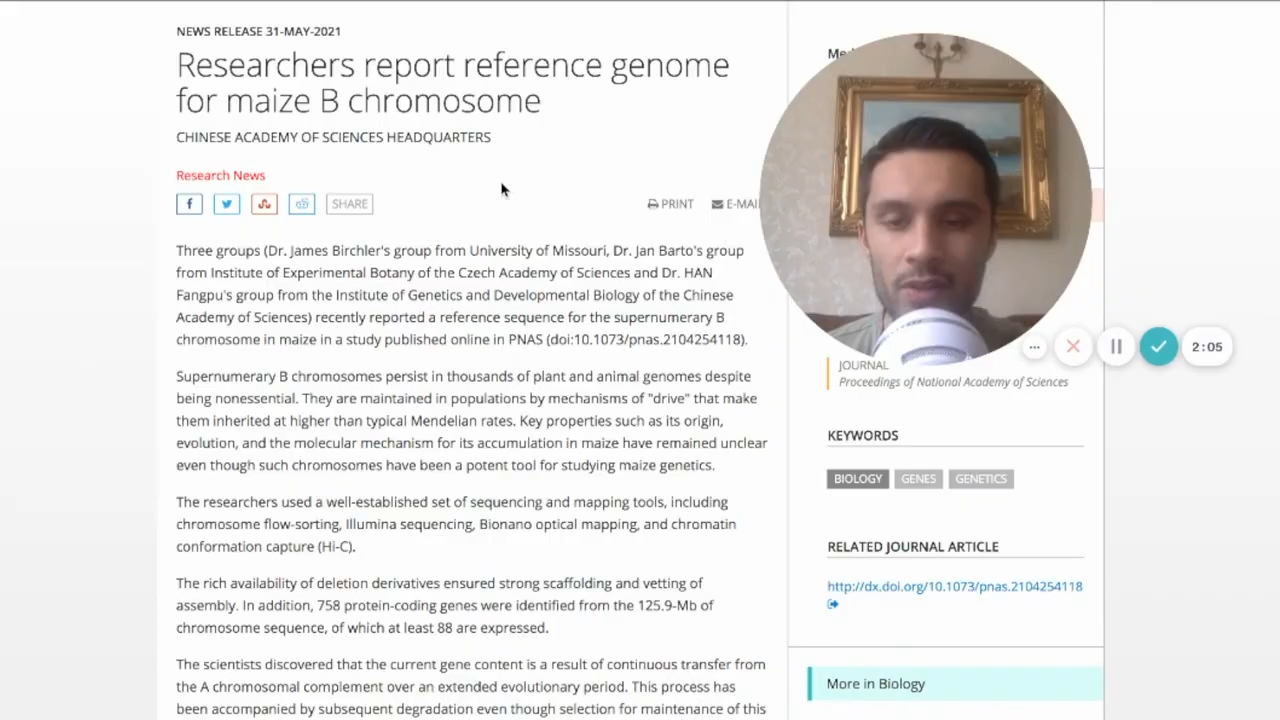 NEWS RELEASE 31-MAY-2021
Researchers report reference genome
for maize B chromosome
CHINESE ACADEMY OF SCIENCES HEADQUARTERS
Research News
SHARE
PRINT
Three groups (Dr. James Birchler's group from University of Missouri, Dr. Jan Barto's group
from Institute of Experimental Botany of the Czech Academy of Sciences and Dr. HAN
Fangpu's group from the Institute of Genetics and Developmental Biology of the Chinese
Academy of Sciences) recently reported a reference sequence for the supernumerary B
chromosome in maize in a study published online in PNAS (doi:10.1073/pnas.2104254118).
Supernumerary B chromosomes persist in thousands of plant and animal genomes despite
being nonessential. They are maintained in populations by mechanisms of "drive" that make
them inherited at higher than typical Mendelian rates. Key properties such as its origin,
evolution, and the molecular mechanism for its accumulation in maize have remained unclear
even though such chromosomes have been a potent tool for studying maize genetics.
The researchers used a well-established set of sequencing and mapping tools, including
chromosome flow-sorting, Illumina sequencing, Bionano optical mapping, and chromatin
conformation capture (Hi-C).
The rich availability of deletion derivatives ensured strong scaffolding and vetting of
assembly. In addition, 758 protein-coding genes were identified from the 125.9-Mb of
chromosome sequence, of which at least 88 are expressed.
The scientists discovered that the current gene content is a result of continuous transfer from
the A chromosomal complement over an extended evolutionary period. This process has
been accompanied by subsequent degradation even though selection for maintenance of this
2:05
JOURNAL
Proceedings of National Academy of Sciences
KEYWORDS
BIOLOGY
GENES
GENETICS
RELATED JOURNAL ARTICLE
http://dx.doi.org/10.1073/pnas.2104254118
More in Biology